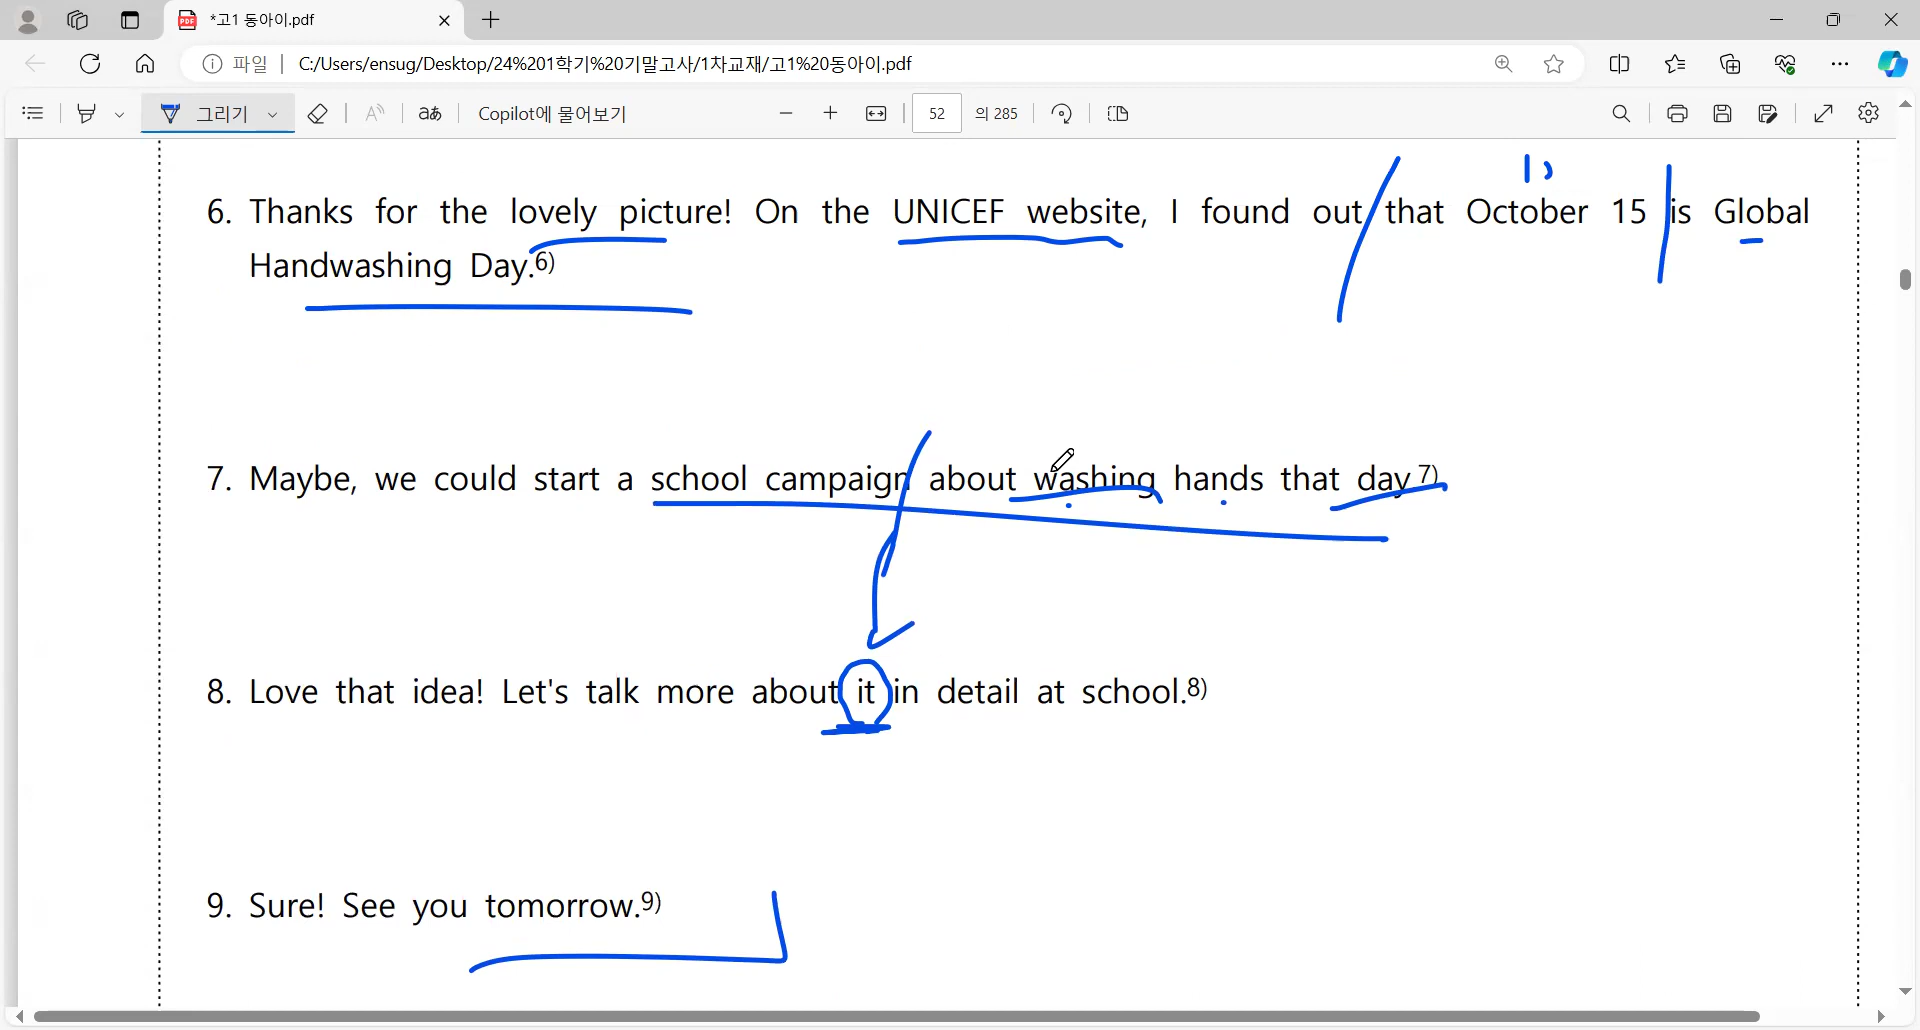 *고1 동아이.pdf
파일 C:/Users/ensug/Desktop/24%201학기%20기말고사/1차교재/고1%20동아이.pdf
그리기 aあ Copilot에 물어보기 52 의 285
6. Thanks for the lovely picture! On the UNICEF website, I found out that October 15 is Global
Handwashing Day.6)
7. Maybe, we could start a school campaign about washing hands that day.7)
8. Love that idea! Let's talk more about it in detail at school.8)
9. Sure! See you tomorrow.9)